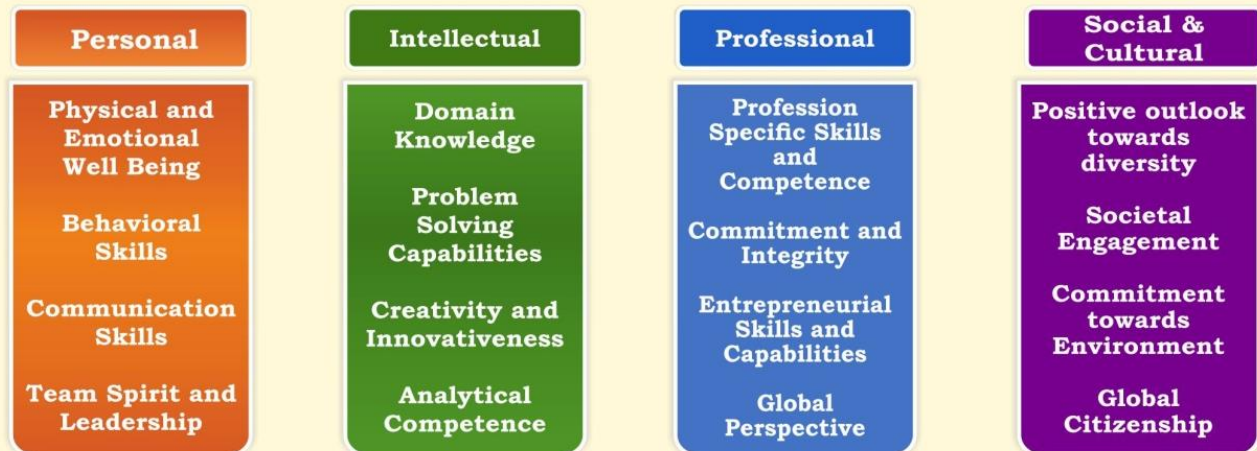 Personal
Physical and
Emotional
Well Being
Behavioral
Skills
Communication
Skills
Team Spirit and
Leadership
Intellectual
Domain
Knowledge
Problem
Solving
Capabilities
Creativity and
Innovativeness
Analytical
Competence
Professional
Profession
Specific Skills
and
Competence
Commitment and
Integrity
Entrepreneurial
Skills and
Capabilities
Global
Perspective
Social &
Cultural
Positive outlook
towards
diversity
Societal
Engagement
Commitment
towards
Environment
Global
Citizenship